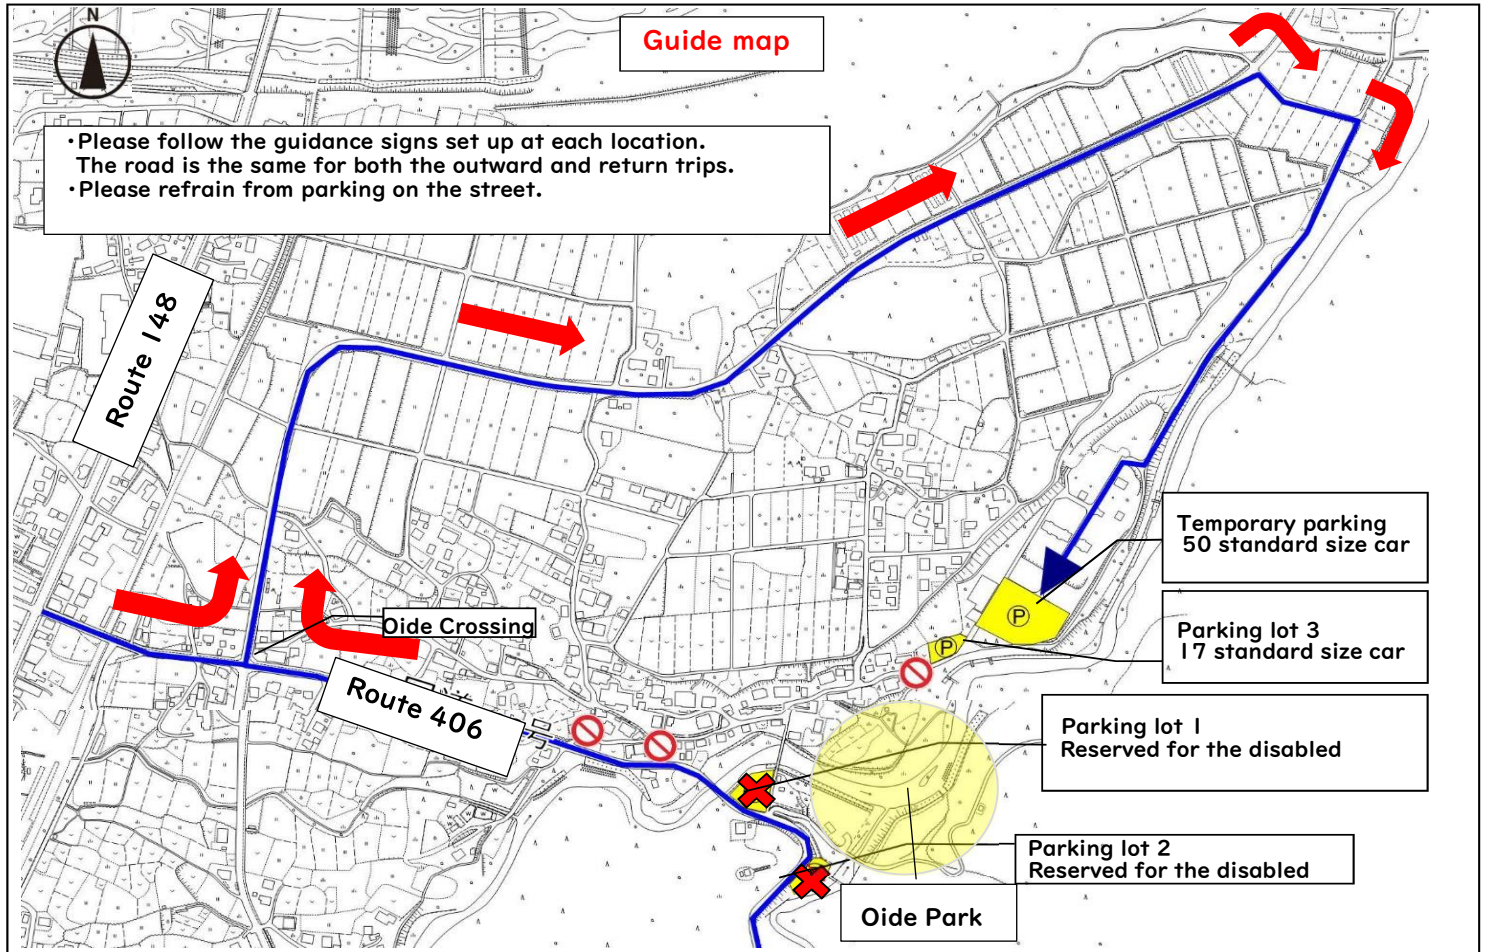 N
Guide map
・Please follow the guidance signs set up at each location.
The road is the same for both the outward and return trips.
・Please refrain from parking on the street.
Route 148
Oide Crossing
Route 406
号
Temporary parking
50 standard size car
P
Parking lot 3
17 standard size car
P
Parking lot 1
Reserved for the disabled
Parking lot 2
Reserved for the disabled
Oide Park